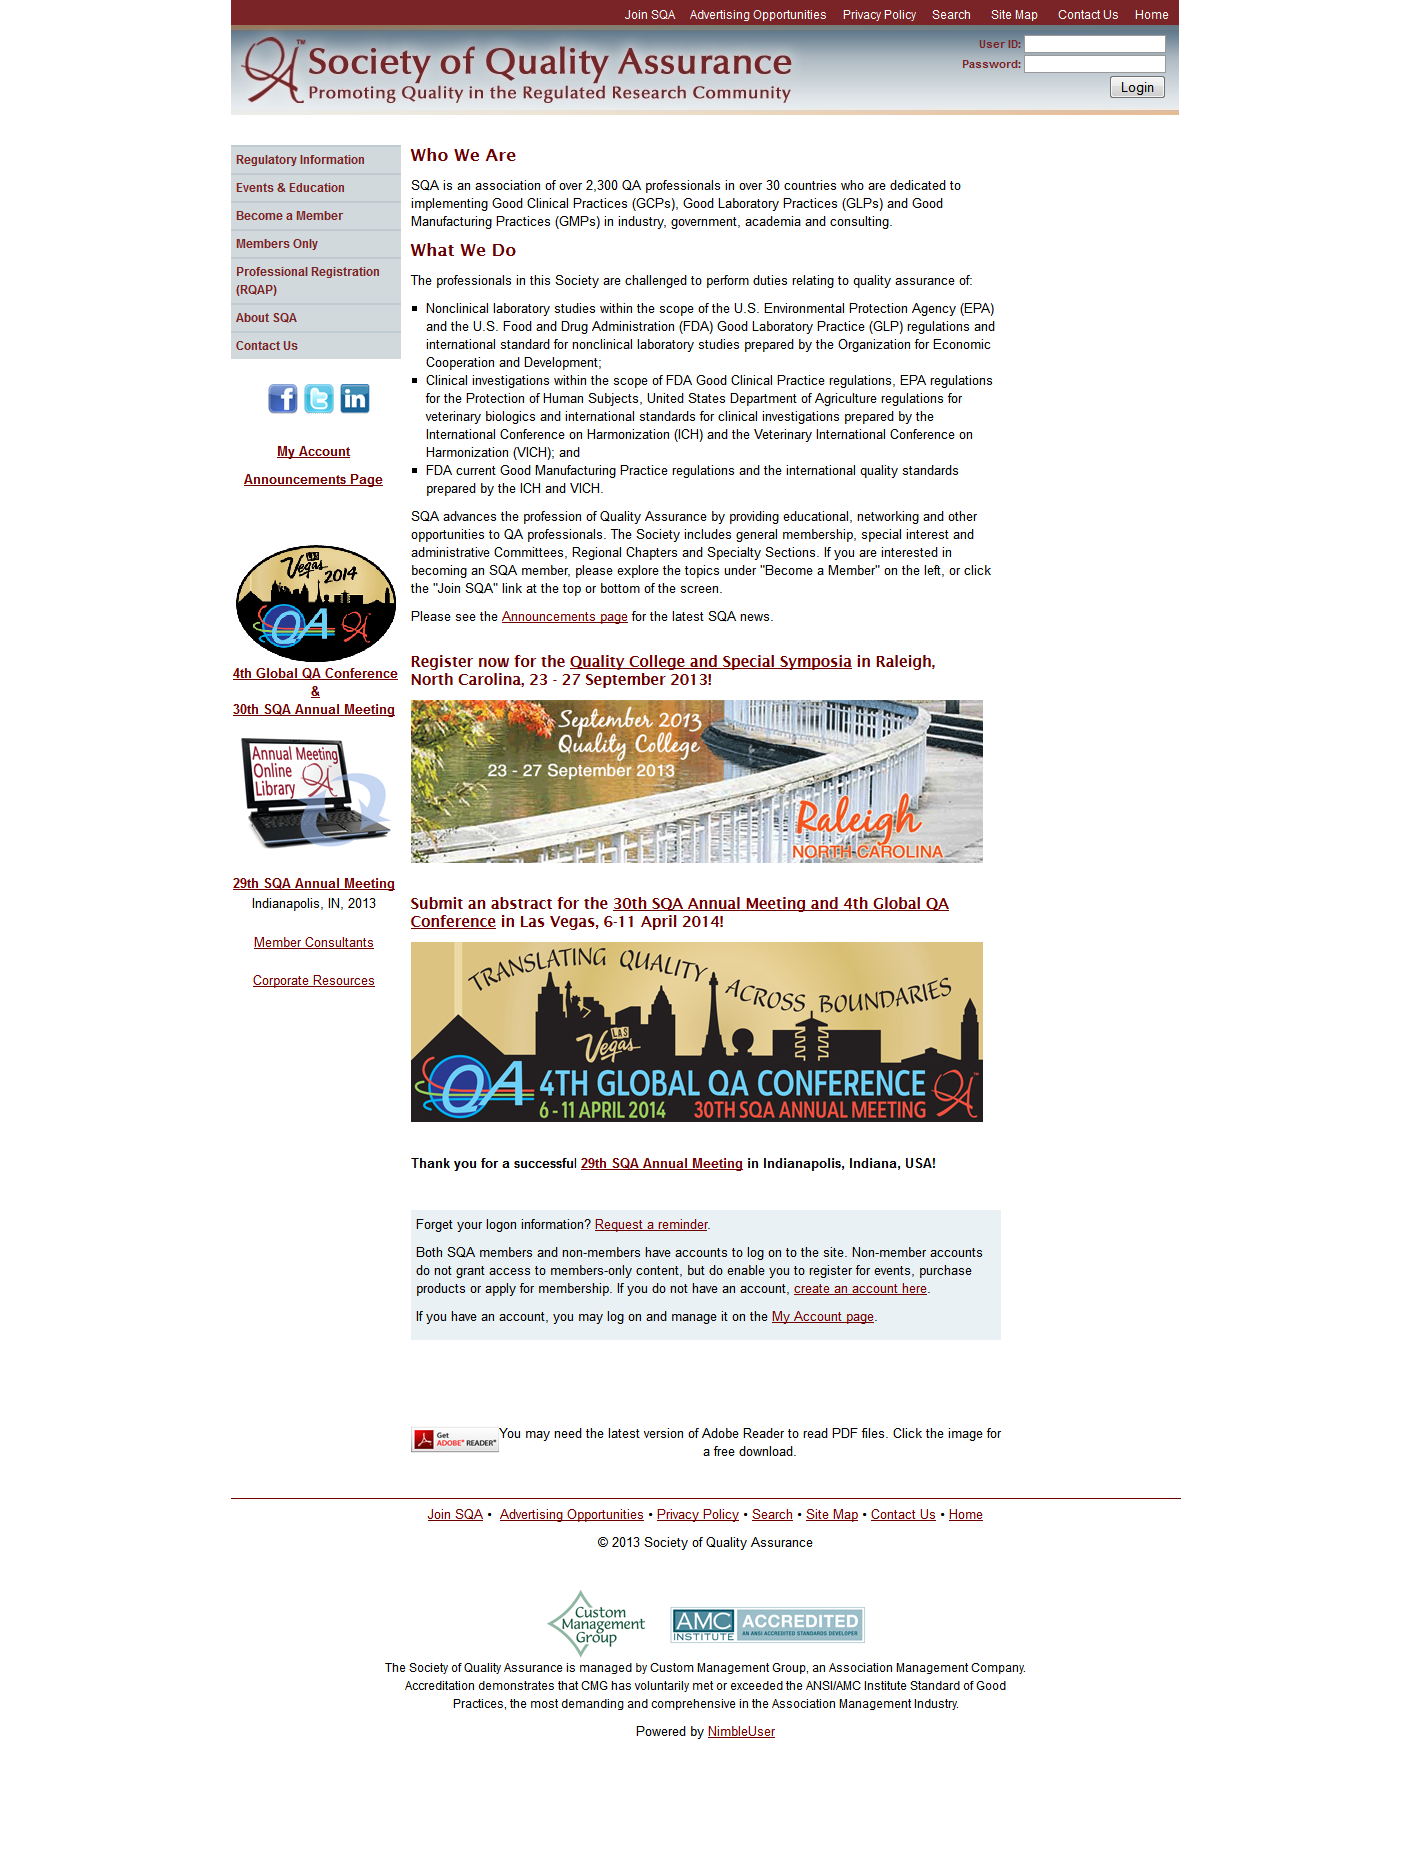 Join SQA Advertising Opportunities Privacy Policy Search Site Map Contact Us Home
QA™ Society of Quality Assurance
Promoting Quality in the Regulated Research Community
User ID:
Password:
Login
Regulatory Information
Events & Education
Become a Member
Members Only
Professional Registration
(RQAP)
About SQA
Contact Us
My Account
Announcements Page
Las
Vegas 2014
QA QA
4th Global QA Conference
&
30th SQA Annual Meeting
Annual Meeting
Online
Library QA
29th SQA Annual Meeting
Indianapolis, IN, 2013
Member Consultants
Corporate Resources
Who We Are
SQA is an association of over 2,300 QA professionals in over 30 countries who are dedicated to
implementing Good Clinical Practices (GCPs), Good Laboratory Practices (GLPs) and Good
Manufacturing Practices (GMPs) in industry, government, academia and consulting.
What We Do
The professionals in this Society are challenged to perform duties relating to quality assurance of:
Nonclinical laboratory studies within the scope of the U.S. Environmental Protection Agency (EPA)
and the U.S. Food and Drug Administration (FDA) Good Laboratory Practice (GLP) regulations and
international standard for nonclinical laboratory studies prepared by the Organization for Economic
Cooperation and Development;
Clinical investigations within the scope of FDA Good Clinical Practice regulations, EPA regulations
for the Protection of Human Subjects, United States Department of Agriculture regulations for
veterinary biologics and international standards for clinical investigations prepared by the
International Conference on Harmonization (ICH) and the Veterinary International Conference on
Harmonization (VICH); and
FDA current Good Manufacturing Practice regulations and the international quality standards
prepared by the ICH and VICH.
SQA advances the profession of Quality Assurance by providing educational, networking and other
opportunities to QA professionals. The Society includes general membership, special interest and
administrative Committees, Regional Chapters and Specialty Sections. If you are interested in
becoming an SQA member, please explore the topics under "Become a Member" on the left, or click
the "Join SQA" link at the top or bottom of the screen.
Please see the Announcements page for the latest SQA news.
Register now for the Quality College and Special Symposia in Raleigh,
North Carolina, 23 - 27 September 2013!
September 2013
Quality College
23 - 27 September 2013
Raleigh
NORTH CAROLINA
Submit an abstract for the 30th SQA Annual Meeting and 4th Global QA
Conference in Las Vegas, 6-11 April 2014!
TRANSLATING QUALITY ACROSS BOUNDARIES
LAS
Vegas
QA 4TH GLOBAL QA CONFERENCE QA™
6 - 11 APRIL 2014 30TH SQA ANNUAL MEETING
Thank you for a successful 29th SQA Annual Meeting in Indianapolis, Indiana, USA!
Forget your logon information? Request a reminder.
Both SQA members and non-members have accounts to log on to the site. Non-member accounts
do not grant access to members-only content, but do enable you to register for events, purchase
products or apply for membership. If you do not have an account, create an account here.
If you have an account, you may log on and manage it on the My Account page.
Get
ADOBE® READER®
You may need the latest version of Adobe Reader to read PDF files. Click the image for
a free download.
Join SQA • Advertising Opportunities • Privacy Policy • Search • Site Map • Contact Us • Home
© 2013 Society of Quality Assurance
Custom
Management
Group
AMC
INSTITUTE
ACCREDITED
AN ANSI ACCREDITED STANDARDS DEVELOPER
The Society of Quality Assurance is managed by Custom Management Group, an Association Management Company.
Accreditation demonstrates that CMG has voluntarily met or exceeded the ANSI/AMC Institute Standard of Good
Practices, the most demanding and comprehensive in the Association Management Industry.
Powered by NimbleUser